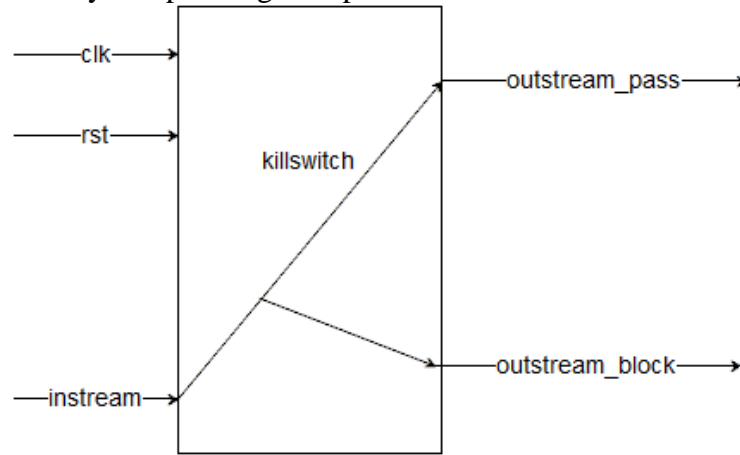 clk
outstream_pass
rst
killswitch
outstream_block
instream